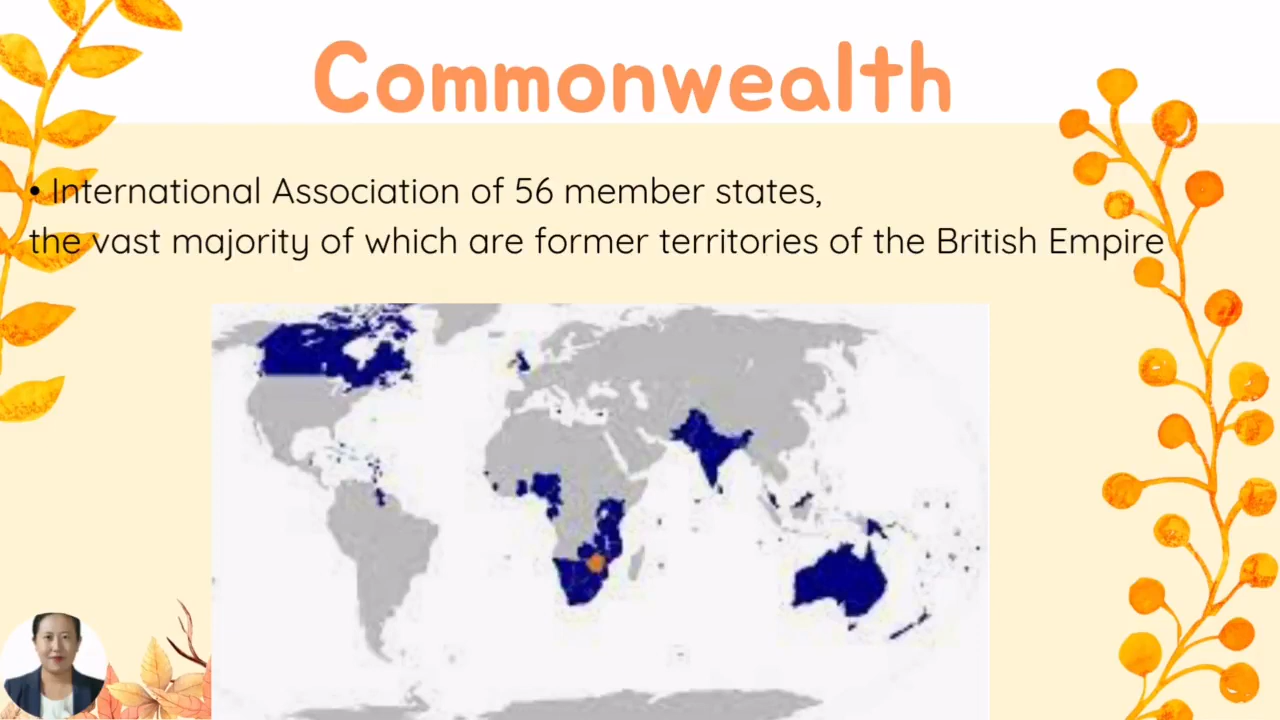 Commonwealth
• International Association of 56 member states,
the vast majority of which are former territories of the British Empire